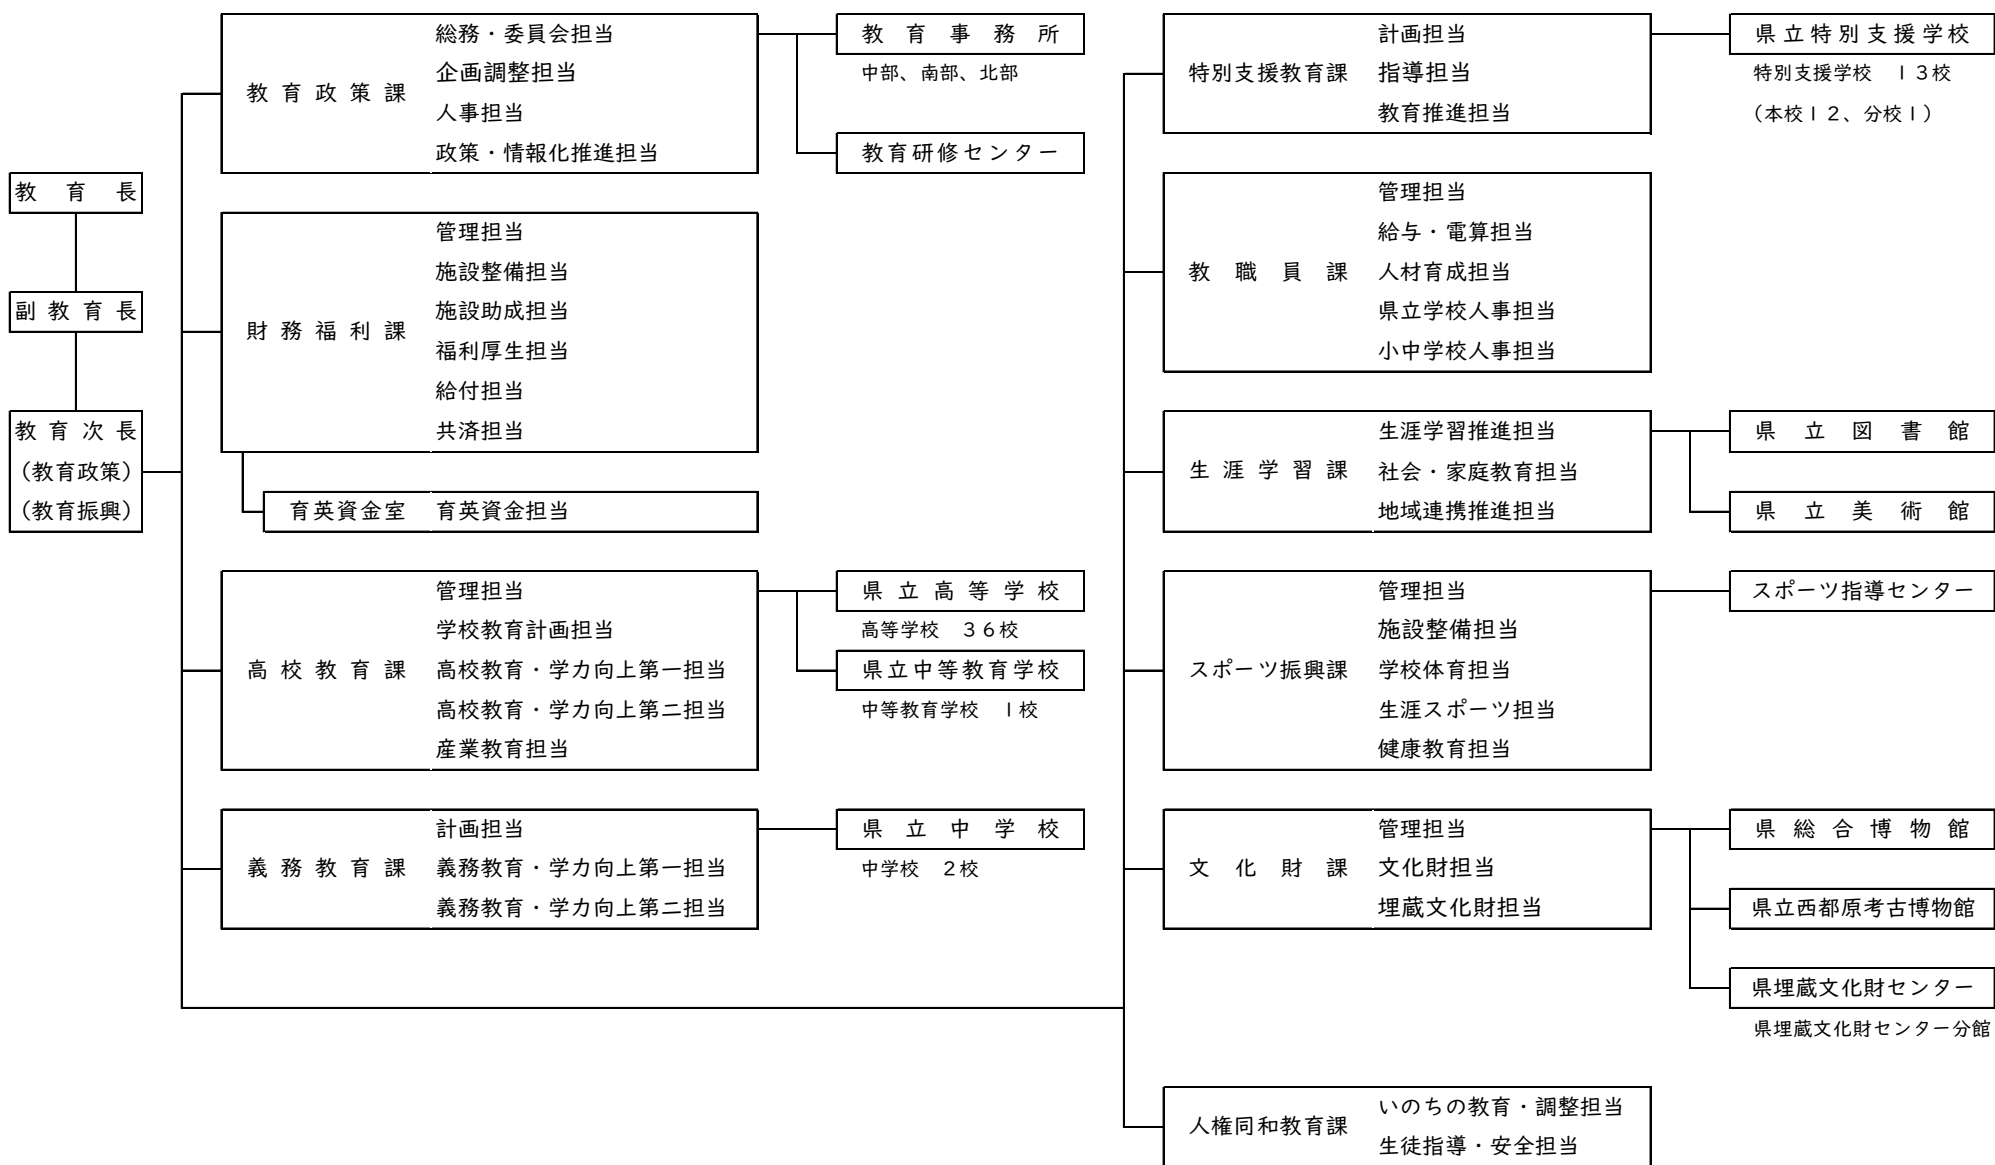 教育長
副教育長
教育次長
（教育政策）
（教育振興）
教育政策課
総務・委員会担当
企画調整担当
人事担当
政策・情報化推進担当
教育事務所
中部、南部、北部
教育研修センター
財務福利課
管理担当
施設整備担当
施設助成担当
福利厚生担当
給付担当
共済担当
育英資金室 育英資金担当
高校教育課
管理担当
学校教育計画担当
高校教育・学力向上第一担当
高校教育・学力向上第二担当
産業教育担当
県立高等学校
高等学校　３６校
県立中等教育学校
中等教育学校　１校
義務教育課
計画担当
義務教育・学力向上第一担当
義務教育・学力向上第二担当
県立中学校
中学校　２校
特別支援教育課
計画担当
指導担当
教育推進担当
県立特別支援学校
特別支援学校　１３校
（本校１２、分校１）
教職員課
管理担当
給与・電算担当
人材育成担当
県立学校人事担当
小中学校人事担当
生涯学習課
生涯学習推進担当
社会・家庭教育担当
地域連携推進担当
県立図書館
県立美術館
スポーツ振興課
管理担当
施設整備担当
学校体育担当
生涯スポーツ担当
健康教育担当
スポーツ指導センター
文化財課
管理担当
文化財担当
埋蔵文化財担当
県総合博物館
県立西都原考古博物館
県埋蔵文化財センター
県埋蔵文化財センター分館
人権同和教育課
いのちの教育・調整担当
生徒指導・安全担当